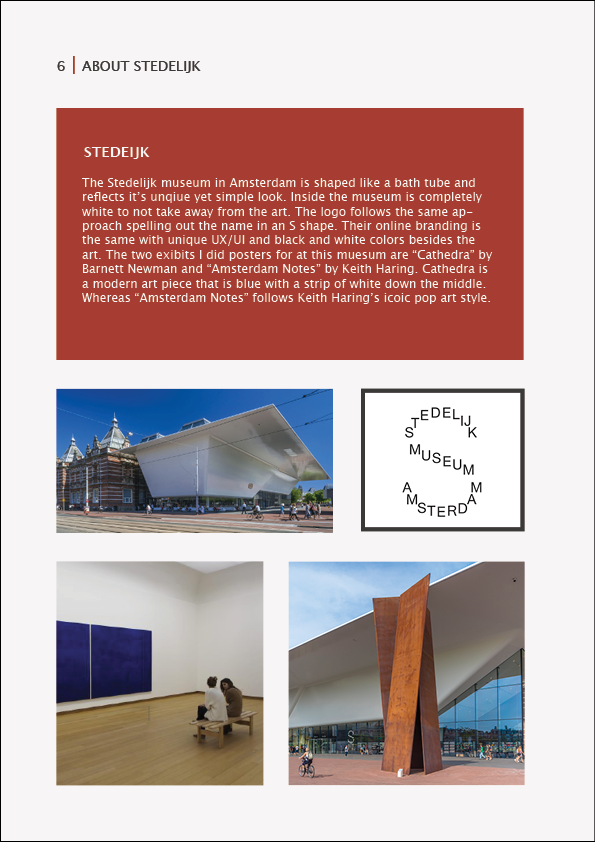 6 | ABOUT STEDELIJK
STEDEIJK
The Stedelijk museum in Amsterdam is shaped like a bath tube and
reflects it’s unqiue yet simple look. Inside the museum is completely
white to not take away from the art. The logo follows the same ap-
proach spelling out the name in an S shape. Their online branding is
the same with unique UX/UI and black and white colors besides the
art. The two exibits I did posters for at this muesum are “Cathedra” by
Barnett Newman and “Amsterdam Notes” by Keith Haring. Cathedra is
a modern art piece that is blue with a strip of white down the middle.
Whereas “Amsterdam Notes” follows Keith Haring’s icoic pop art style.
STEDELIJK
MUSEUM
AMSTERDAM
S